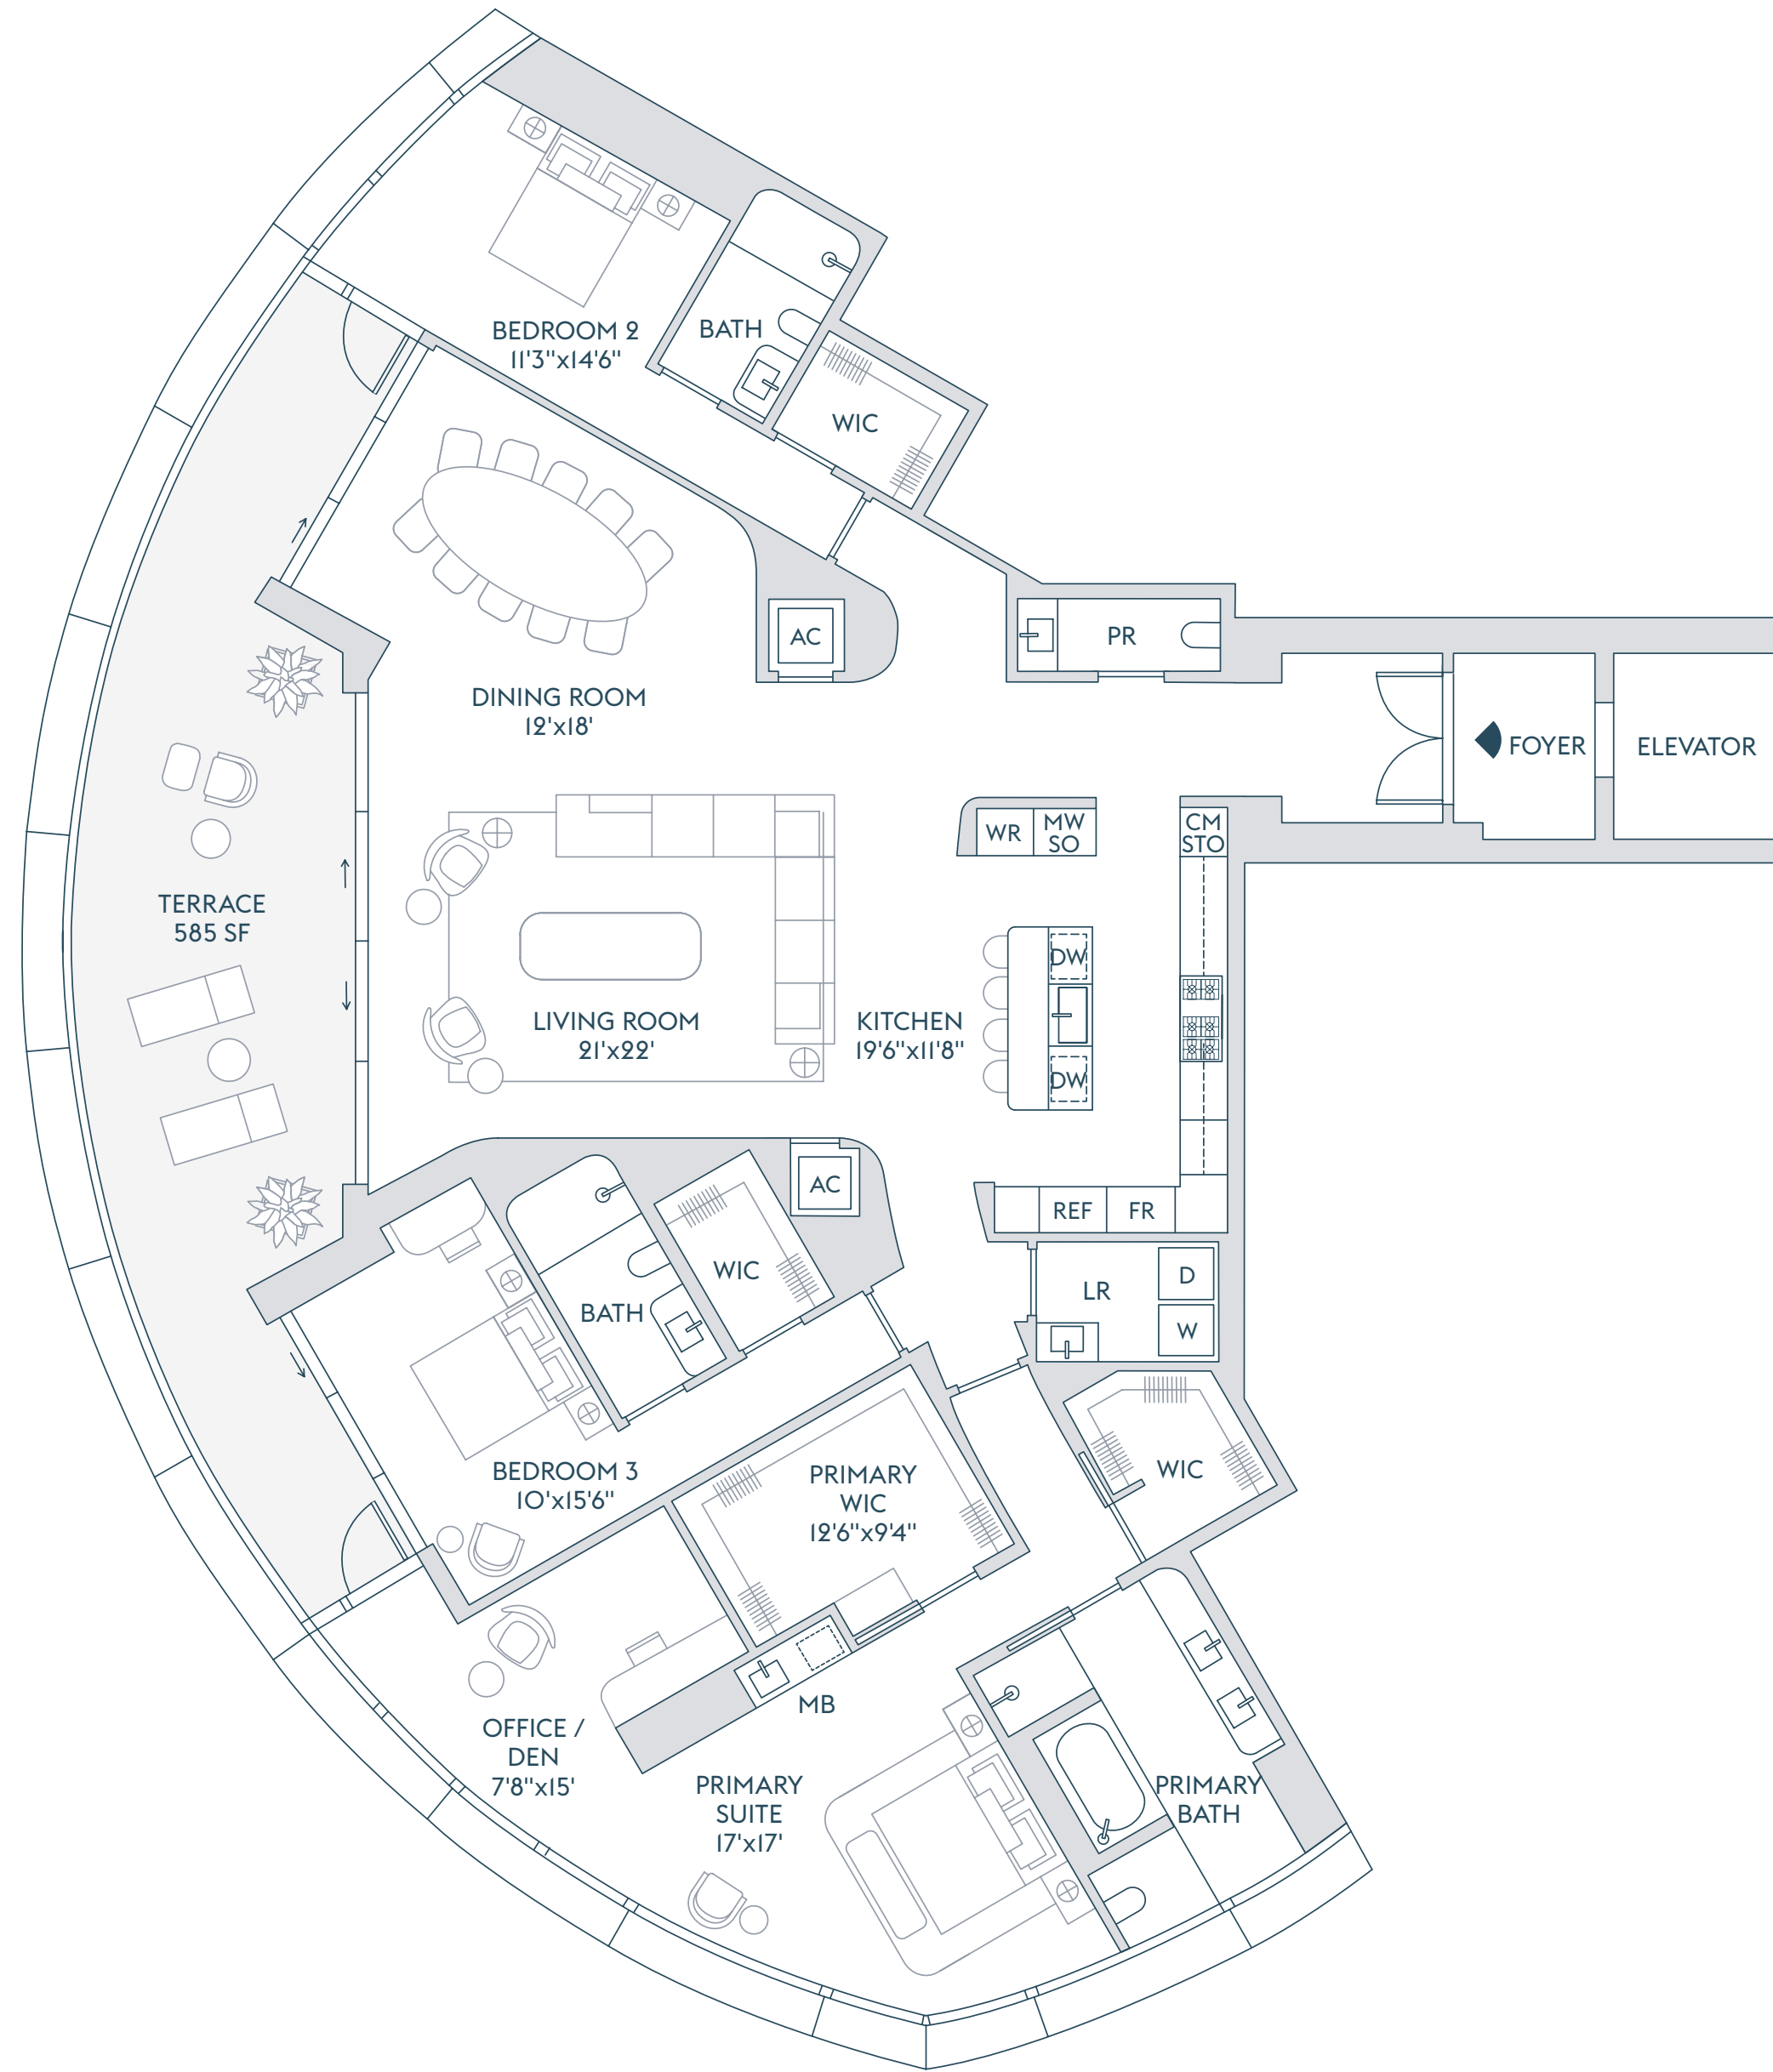 BEDROOM 2
11'3"x14'6"
BATH
WIC
AC
PR
DINING ROOM
12'x18'
FOYER
ELEVATOR
WR
MW
SO
CM
STO
TERRACE
585 SF
DW
LIVING ROOM
21'x22'
KITCHEN
19'6"x11'8"
DW
AC
REF
FR
WIC
BATH
LR
D
W
BEDROOM 3
10'x15'6"
PRIMARY
WIC
12'6"x9'4"
WIC
MB
OFFICE /
DEN
7'8"x15'
PRIMARY
SUITE
17'x17'
PRIMARY
BATH